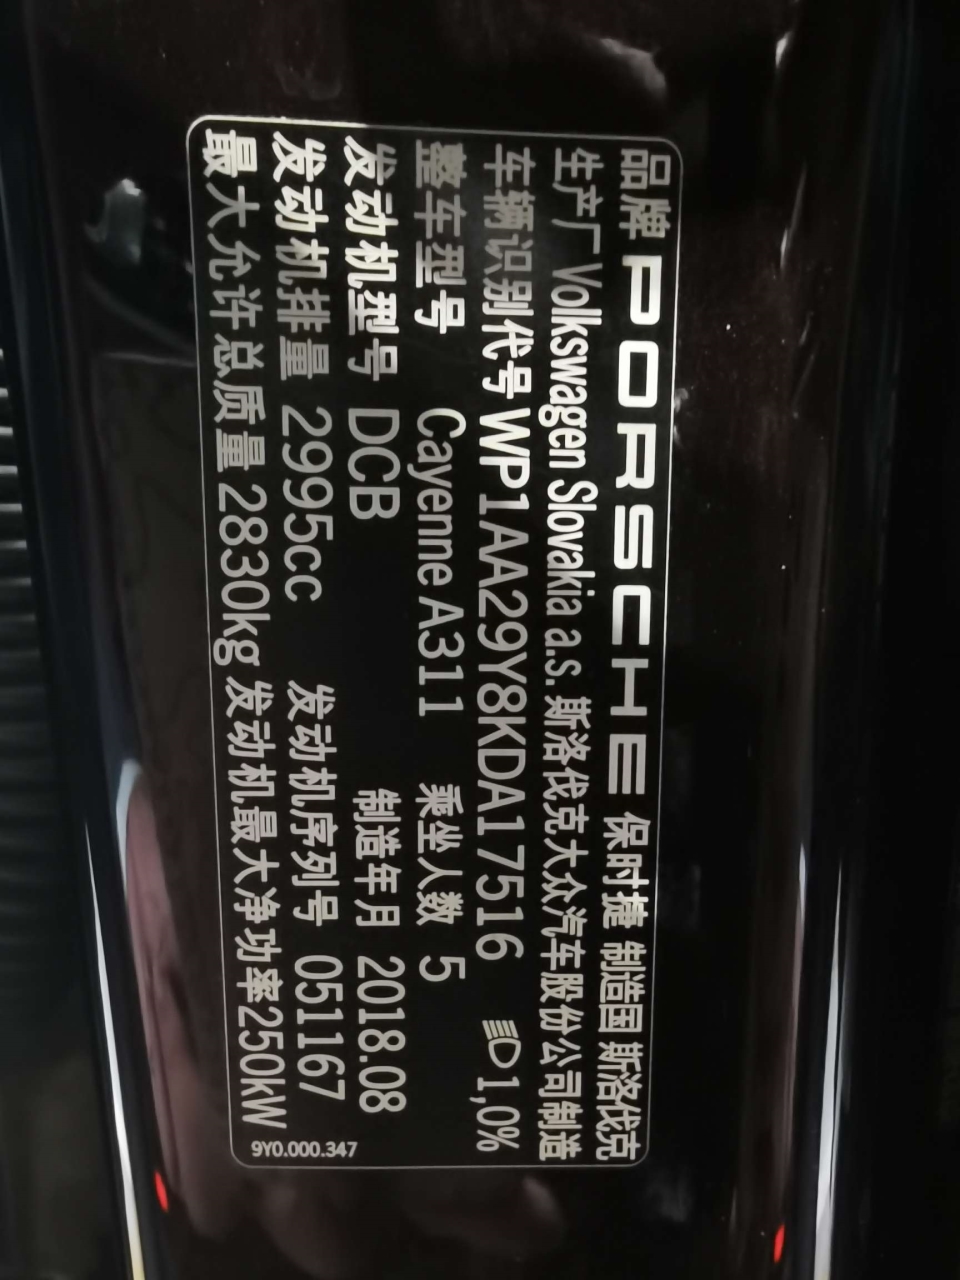 品牌 PORSCHE 保时捷 制造国 斯洛伐克
生产厂 Volkswagen Slovakia a.s. 斯洛伐克大众汽车股份公司制造
车辆识别代号 WP1AA29Y8KDA17516 1,0%
整车型号 Cayenne A311 乘坐人数 5
发动机型号 DCB 制造年月 2018.08
发动机排量 2995cc 发动机序列号 051167
最大允许总质量 2830kg 发动机最大净功率250kW
9Y0.000.347